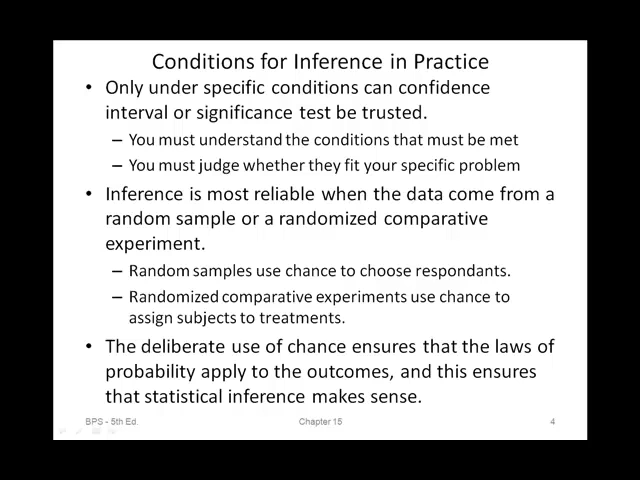 Conditions for Inference in Practice
• Only under specific conditions can confidence
interval or significance test be trusted.
– You must understand the conditions that must be met
– You must judge whether they fit your specific problem
• Inference is most reliable when the data come from a
random sample or a randomized comparative
experiment.
– Random samples use chance to choose respondants.
– Randomized comparative experiments use chance to
assign subjects to treatments.
• The deliberate use of chance ensures that the laws of
probability apply to the outcomes, and this ensures
that statistical inference makes sense.
BPS - 5th Ed. Chapter 15 4